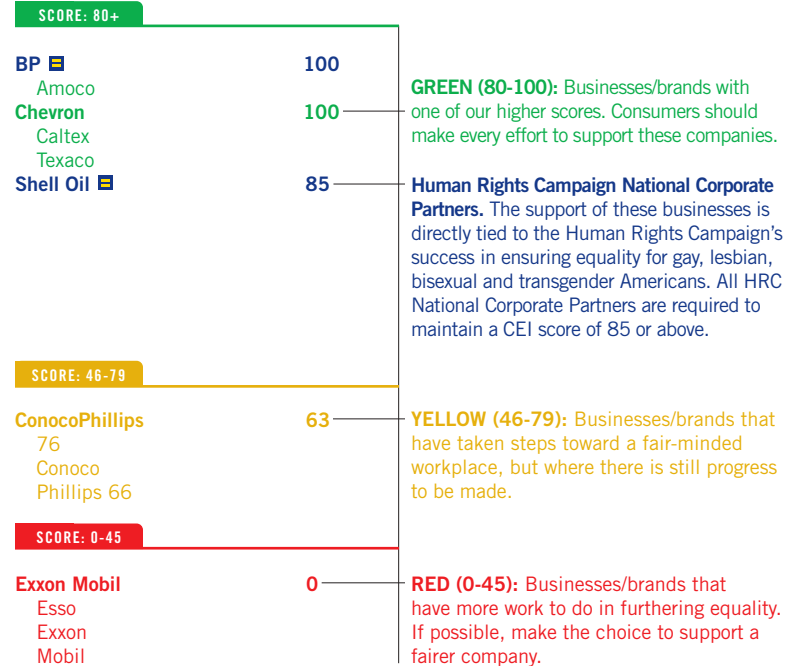 SCORE: 80+
BP 100
Amoco
Chevron 100
Caltex
Texaco
Shell Oil 85
GREEN (80-100): Businesses/brands with
one of our higher scores. Consumers should
make every effort to support these companies.
Human Rights Campaign National Corporate
Partners. The support of these businesses is
directly tied to the Human Rights Campaign's
success in ensuring equality for gay, lesbian,
bisexual and transgender Americans. All HRC
National Corporate Partners are required to
maintain a CEI score of 85 or above.
SCORE: 46-79
ConocoPhillips 63
76
Conoco
Phillips 66
YELLOW (46-79): Businesses/brands that
have taken steps toward a fair-minded
workplace, but where there is still progress
to be made.
SCORE: 0-45
Exxon Mobil 0
Esso
Exxon
Mobil
RED (0-45): Businesses/brands that
have more work to do in furthering equality.
If possible, make the choice to support a
fairer company.